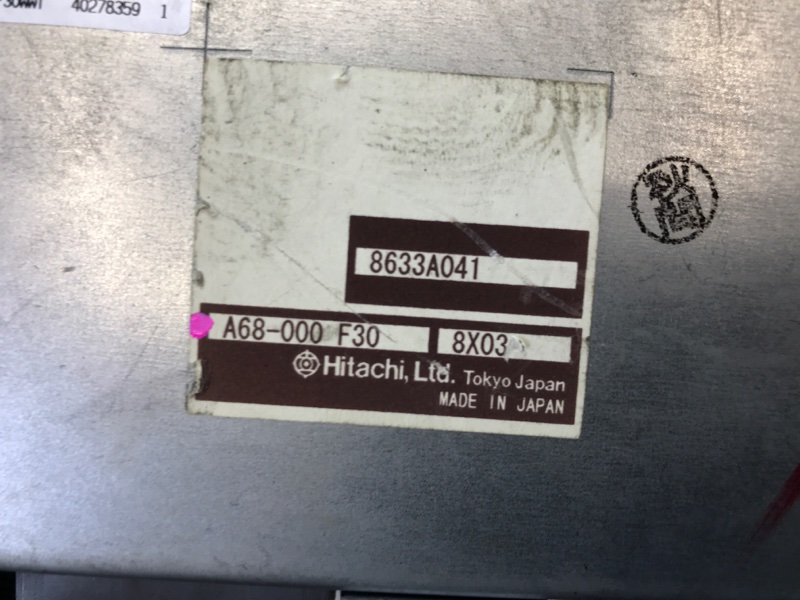 40278359 1
8633A041
A68-000 F30 8X03
Hitachi, Ltd. Tokyo Japan
MADE IN JAPAN